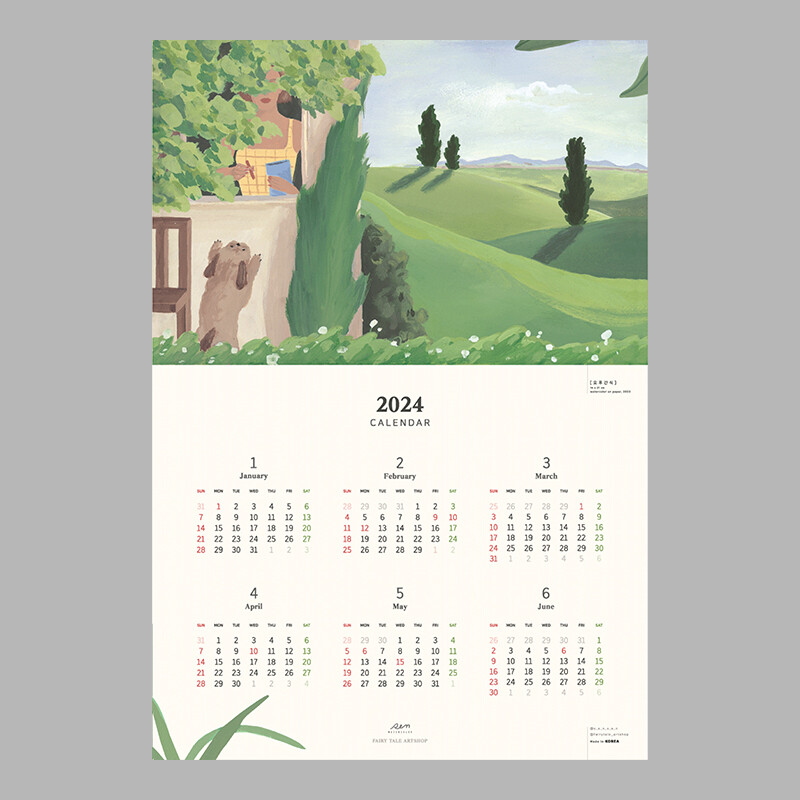 [오후간식]
watercolor on paper, 2023
2024
CALENDAR
1
January
SUN MON TUE WED THU FRI SAT
31 1 2 3 4 5 6
7 8 9 10 11 12 13
14 15 16 17 18 19 20
21 22 23 24 25 26 27
28 29 30 31 1 2 3
2
February
SUN MON TUE WED THU FRI SAT
28 29 30 31 1 2 3
4 5 6 7 8 9 10
11 12 13 14 15 16 17
18 19 20 21 22 23 24
25 26 27 28 29 1 2
3
March
SUN MON TUE WED THU FRI SAT
25 26 27 28 29 1 2
3 4 5 6 7 8 9
10 11 12 13 14 15 16
17 18 19 20 21 22 23
24 25 26 27 28 29 30
31 1 2 3 4 5 6
4
April
SUN MON TUE WED THU FRI SAT
31 1 2 3 4 5 6
7 8 9 10 11 12 13
14 15 16 17 18 19 20
21 22 23 24 25 26 27
28 29 30 1 2 3 4
5
May
SUN MON TUE WED THU FRI SAT
28 29 30 1 2 3 4
5 6 7 8 9 10 11
12 13 14 15 16 17 18
19 20 21 22 23 24 25
26 27 28 29 30 31 1
6
June
SUN MON TUE WED THU FRI SAT
26 27 28 29 30 31 1
2 3 4 5 6 7 8
9 10 11 12 13 14 15
16 17 18 19 20 21 22
23 24 25 26 27 28 29
30 1 2 3 4 5 6
FAIRY TALE ARTSHOP
@fairytale_artshop
Made in KOREA